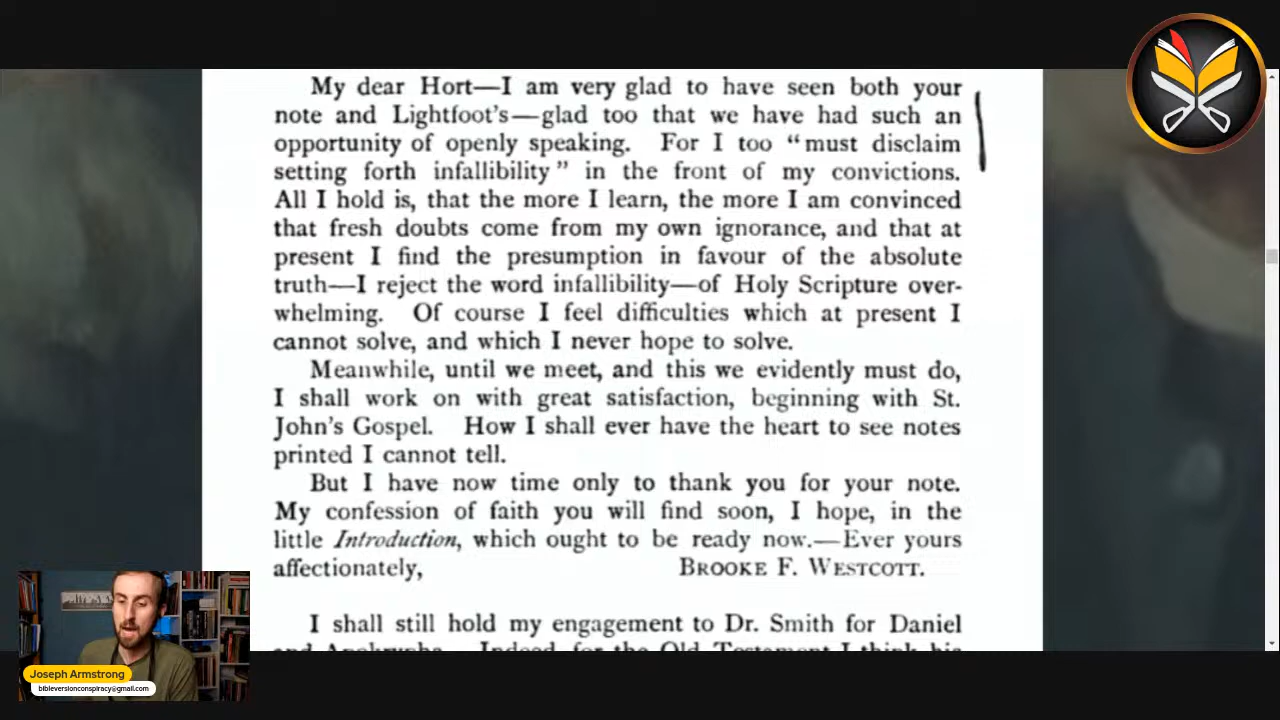 My dear Hort—I am very glad to have seen both your
note and Lightfoot's—glad too that we have had such an
opportunity of openly speaking. For I too “must disclaim
setting forth infallibility” in the front of my convictions.
All I hold is, that the more I learn, the more I am convinced
that fresh doubts come from my own ignorance, and that at
present I find the presumption in favour of the absolute
truth—I reject the word infallibility—of Holy Scripture over-
whelming. Of course I feel difficulties which at present I
cannot solve, and which I never hope to solve.
Meanwhile, until we meet, and this we evidently must do,
I shall work on with great satisfaction, beginning with St.
John's Gospel. How I shall ever have the heart to see notes
printed I cannot tell.
But I have now time only to thank you for your note.
My confession of faith you will find soon, I hope, in the
little Introduction, which ought to be ready now.—Ever yours
affectionately, BROOKE F. WESTCOTT.
I shall still hold my engagement to Dr. Smith for Daniel
and Apocrypha. Indeed for the Old Testament I think his
Joseph Armstrong
bibleversionconspiracy@gmail.com